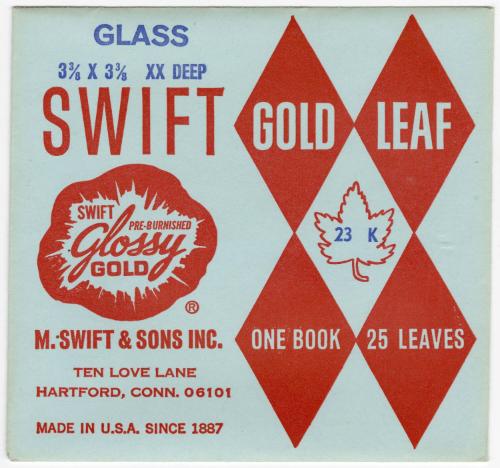 GLASS
3⅜ X 3⅜ XX DEEP
SWIFT
GOLD LEAF
SWIFT
PRE-BURNISHED
Glossy
GOLD
®
23 K
M. SWIFT & SONS INC.
ONE BOOK 25 LEAVES
TEN LOVE LANE
HARTFORD, CONN. 06101
MADE IN U.S.A. SINCE 1887